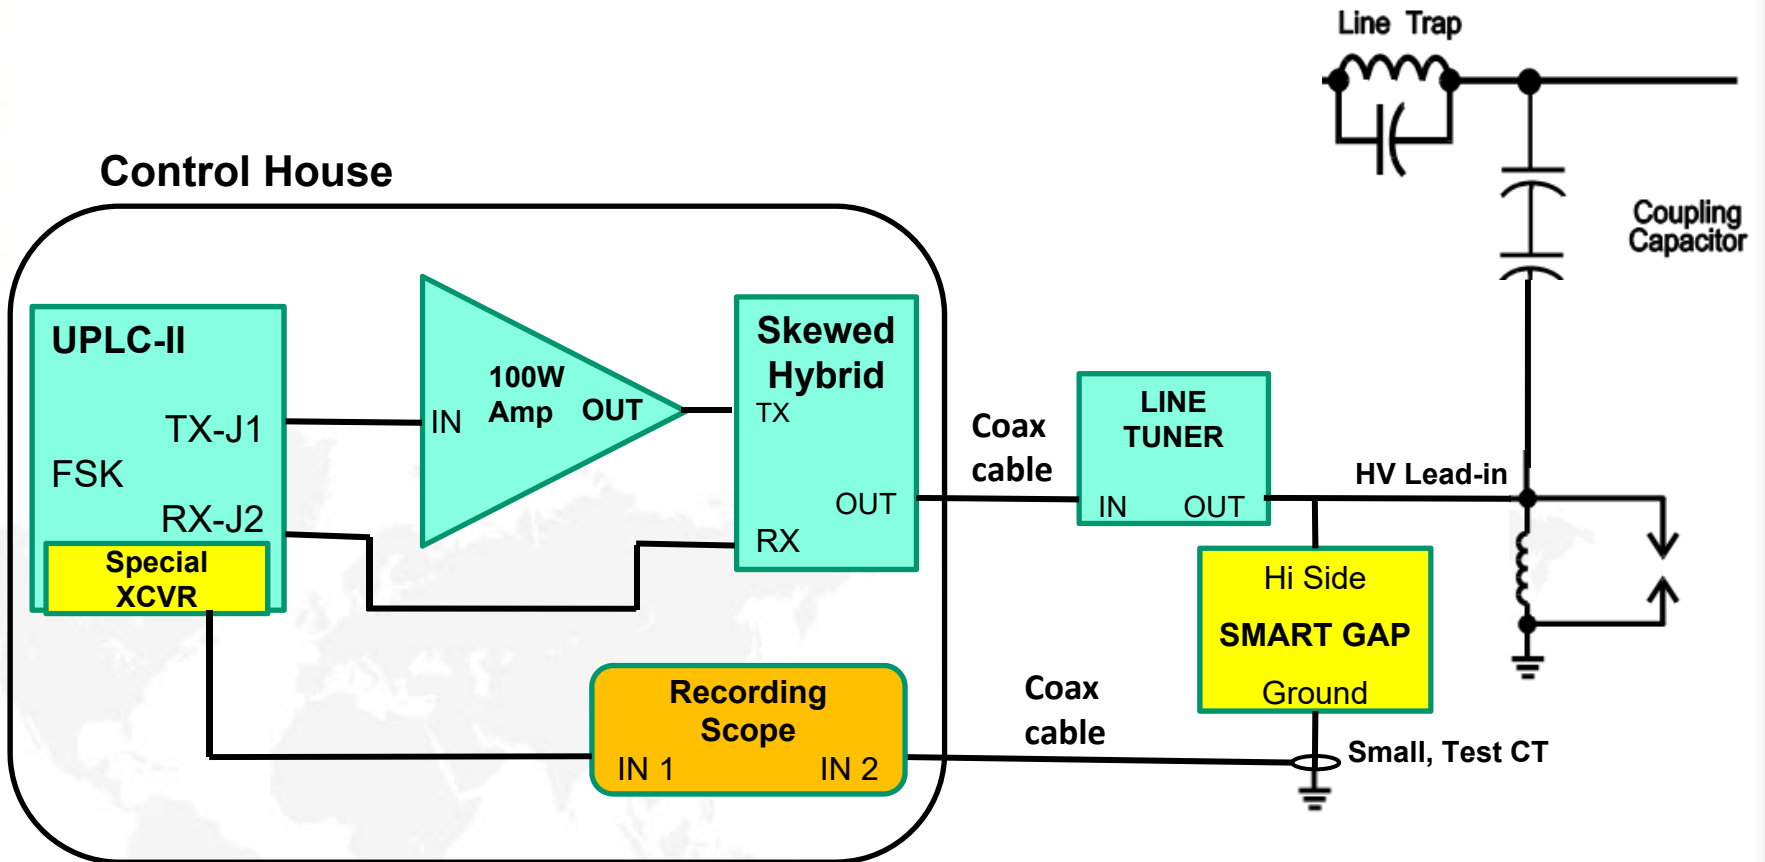 Line Trap
Control House
Coupling
Capacitor
UPLC-II
TX-J1
FSK
RX-J2
Special
XCVR
100W
Amp
IN
OUT
Skewed
Hybrid
TX
OUT
RX
Coax
cable
LINE
TUNER
IN
OUT
HV Lead-in
Hi Side
SMART GAP
Ground
Recording
Scope
IN 1
IN 2
Coax
cable
Small, Test CT